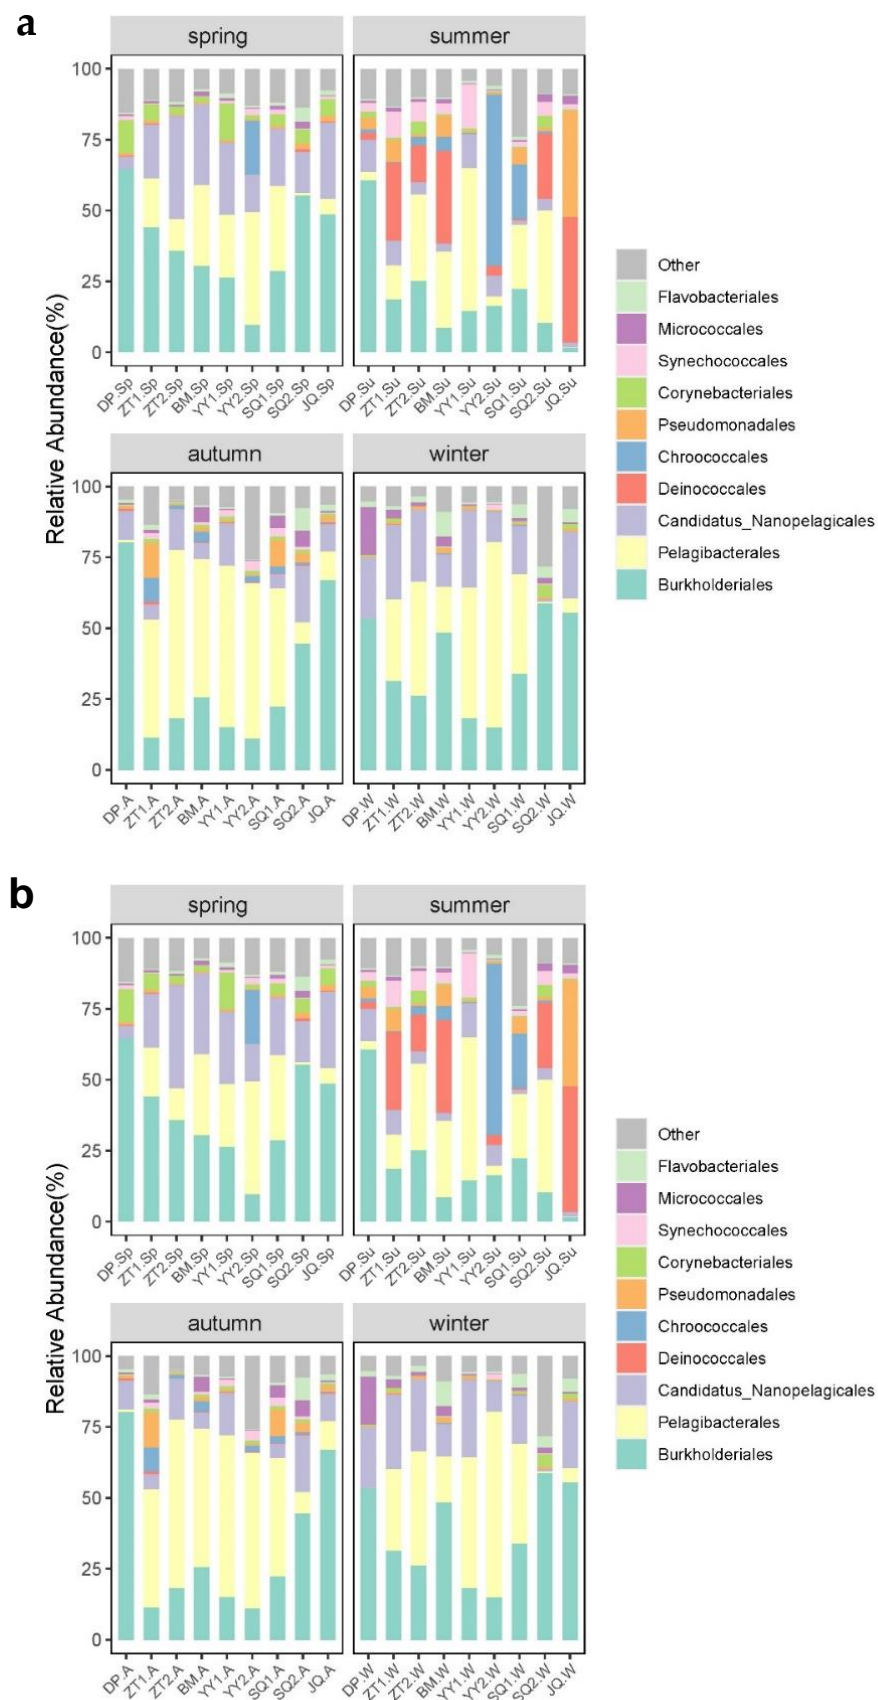 a
spring
summer
100
75
50
25
0
DP.Sp
ZT1.Sp
ZT2.Sp
BM.Sp
YY1.Sp
YY2.Sp
SQ1.Sp
SQ2.Sp
JQ.Sp
DP.Su
ZT1.Su
ZT2.Su
BM.Su
YY1.Su
YY2.Su
SQ1.Su
SQ2.Su
JQ.Su
Relative Abundance(%)
autumn
winter
100
75
50
25
0
DP.A
ZT1.A
ZT2.A
BM.A
YY1.A
YY2.A
SQ1.A
SQ2.A
JQ.A
DP.W
ZT1.W
ZT2.W
BM.W
YY1.W
YY2.W
SQ1.W
SQ2.W
JQ.W
Other
Flavobacteriales
Micrococcales
Synechococcales
Corynebacteriales
Pseudomonadales
Chroococcales
Deinococcales
Candidatus_Nanopelagicales
Pelagibacterales
Burkholderiales
b
spring
summer
100
75
50
25
0
DP.Sp
ZT1.Sp
ZT2.Sp
BM.Sp
YY1.Sp
YY2.Sp
SQ1.Sp
SQ2.Sp
JQ.Sp
DP.Su
ZT1.Su
ZT2.Su
BM.Su
YY1.Su
YY2.Su
SQ1.Su
SQ2.Su
JQ.Su
Relative Abundance(%)
autumn
winter
100
75
50
25
0
DP.A
ZT1.A
ZT2.A
BM.A
YY1.A
YY2.A
SQ1.A
SQ2.A
JQ.A
DP.W
ZT1.W
ZT2.W
BM.W
YY1.W
YY2.W
SQ1.W
SQ2.W
JQ.W
Other
Flavobacteriales
Micrococcales
Synechococcales
Corynebacteriales
Pseudomonadales
Chroococcales
Deinococcales
Candidatus_Nanopelagicales
Pelagibacterales
Burkholderiales